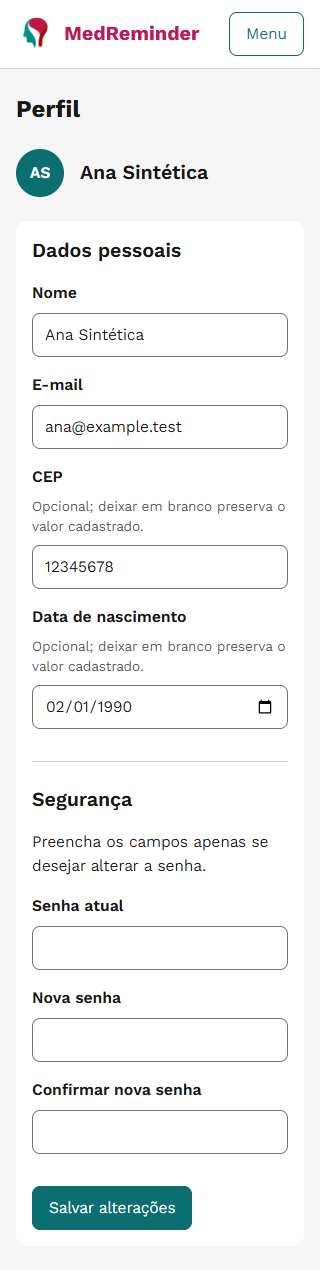 MedReminder
Menu
Perfil
AS
Ana Sintética
Dados pessoais
Nome
Ana Sintética
E-mail
ana@example.test
CEP
Opcional; deixar em branco preserva o
valor cadastrado.
12345678
Data de nascimento
Opcional; deixar em branco preserva o
valor cadastrado.
02/01/1990
Segurança
Preencha os campos apenas se
desejar alterar a senha.
Senha atual
Nova senha
Confirmar nova senha
Salvar alterações